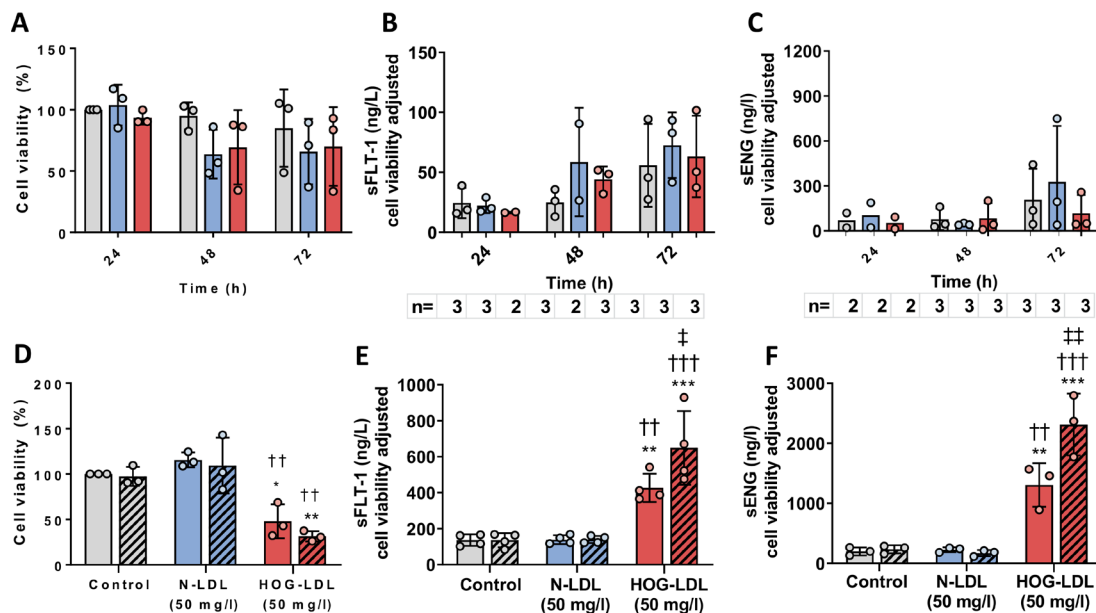 A
Cell viability (%)
150
100
50
0
24
48
72
Time (h)
B
sFLT-1 (ng/L)
cell viability adjusted
150
100
50
0
24
48
72
Time (h)
n= 3 3 2 3 2 3 3 3 3
C
sENG (ng/l)
cell viability adjusted
1200
900
600
300
0
24
48
72
Time (h)
2 2 2 3 3 3 3 3 3
D
Cell viability (%)
200
150
100
50
0
††
*
††
**
Control
N-LDL
(50 mg/l)
HOG-LDL
(50 mg/l)
E
sFLT-1 (ng/L)
cell viability adjusted
1000
800
600
400
200
0
††
**
‡
†††
***
Control
N-LDL
(50 mg/l)
HOG-LDL
(50 mg/l)
F
sENG (ng/l)
cell viability adjusted
3000
2000
1000
0
††
**
‡‡
†††
***
Control
N-LDL
(50 mg/l)
HOG-LDL
(50 mg/l)